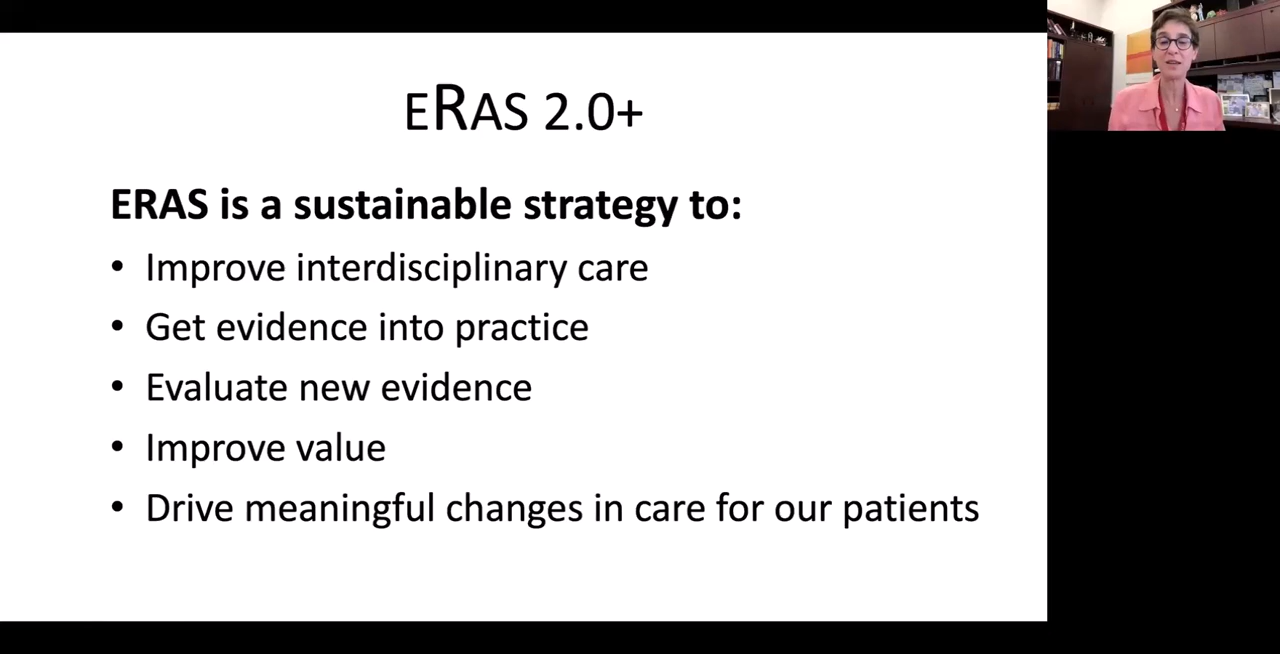 ERAS 2.0+
ERAS is a sustainable strategy to:
• Improve interdisciplinary care
• Get evidence into practice
• Evaluate new evidence
• Improve value
• Drive meaningful changes in care for our patients